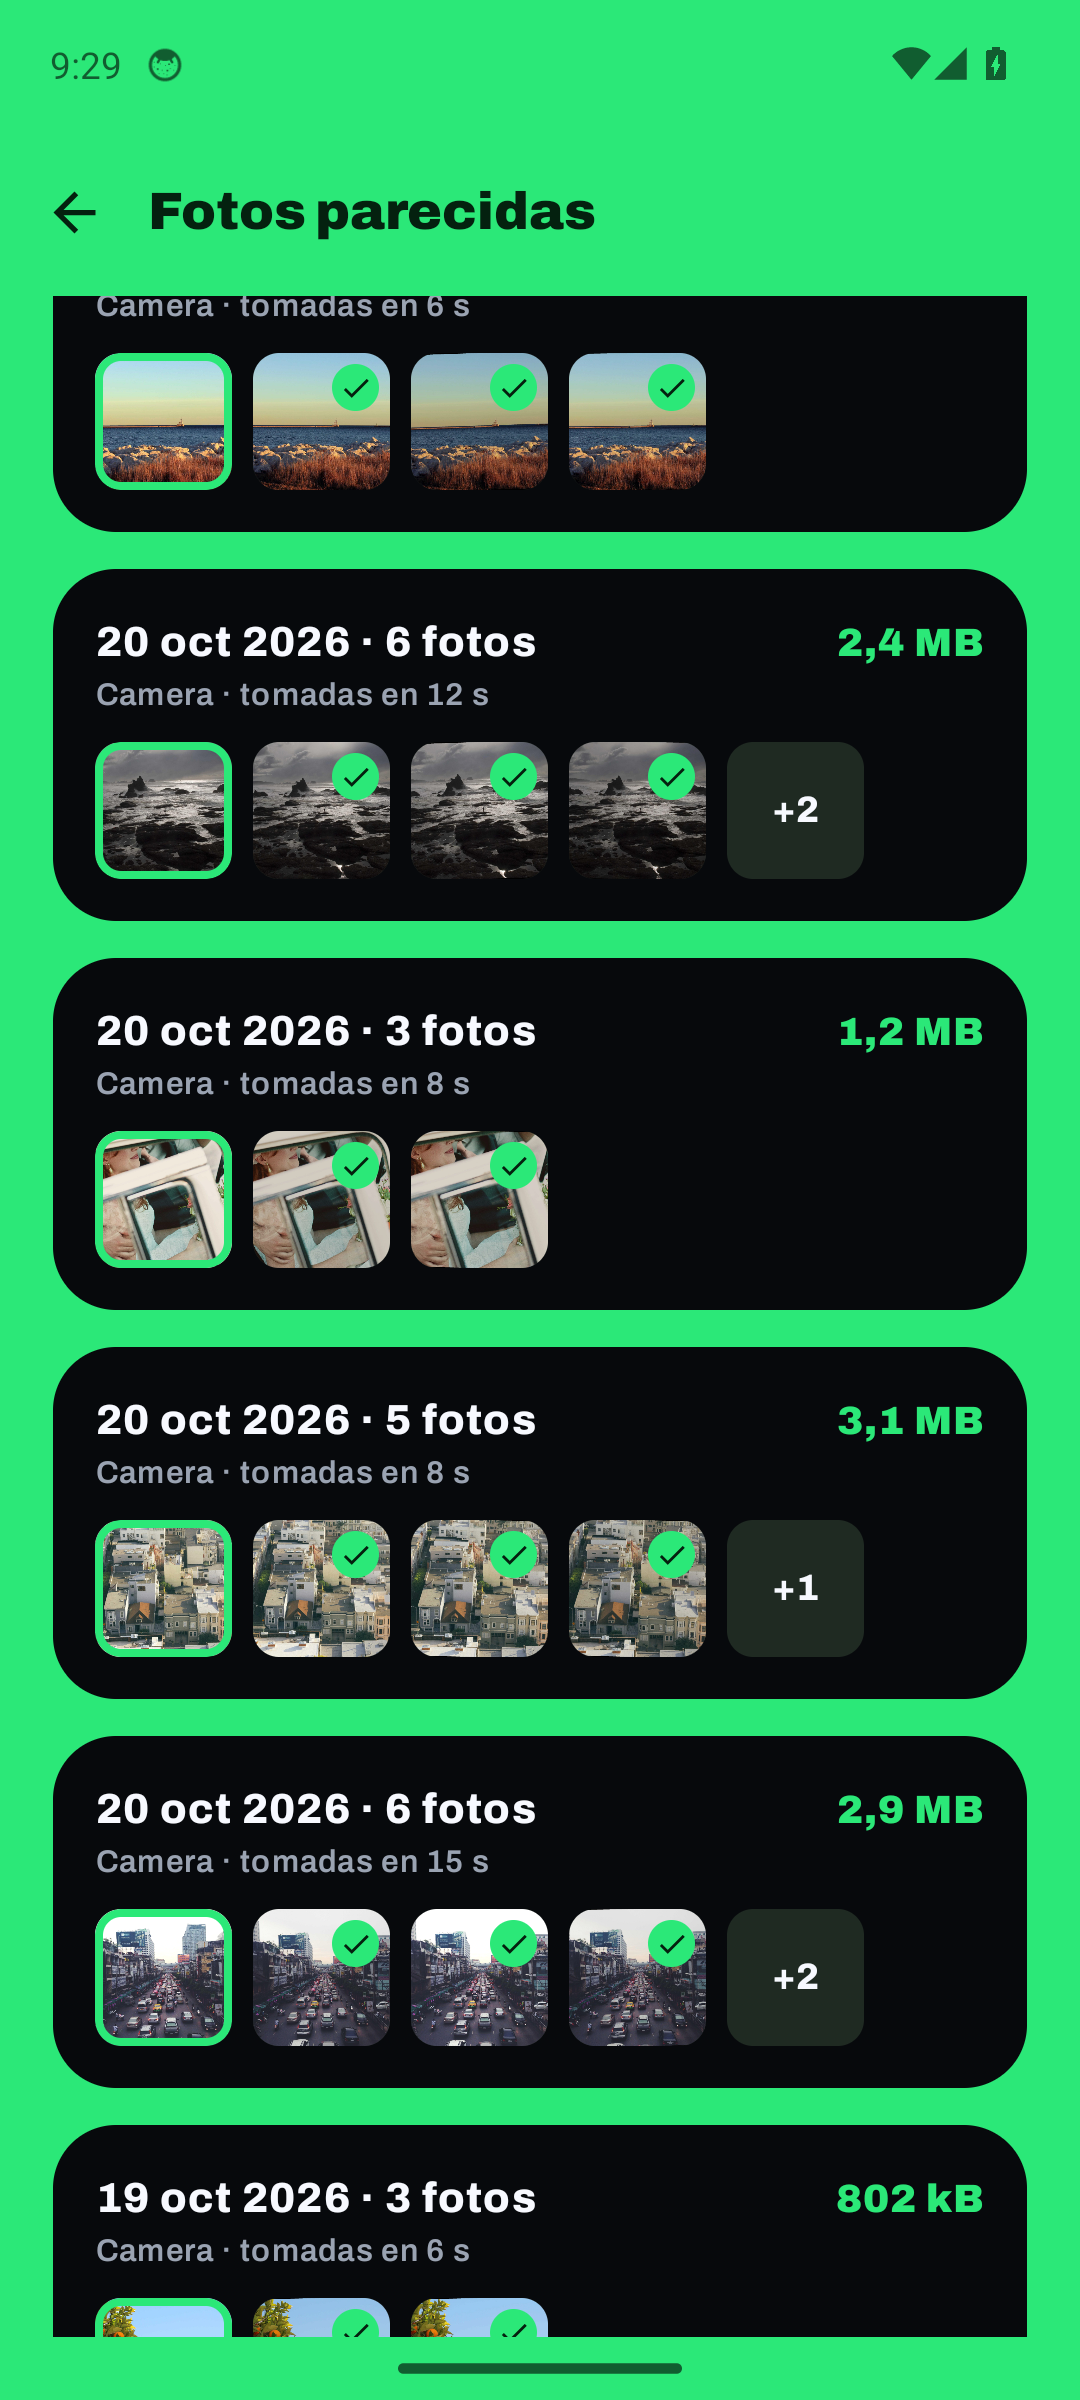 9:29
Fotos parecidas
Camera · tomadas en 6 s
20 oct 2026 · 6 fotos
2,4 MB
Camera · tomadas en 12 s
+2
20 oct 2026 · 3 fotos
1,2 MB
Camera · tomadas en 8 s
20 oct 2026 · 5 fotos
3,1 MB
Camera · tomadas en 8 s
+1
20 oct 2026 · 6 fotos
2,9 MB
Camera · tomadas en 15 s
+2
19 oct 2026 · 3 fotos
802 kB
Camera · tomadas en 6 s